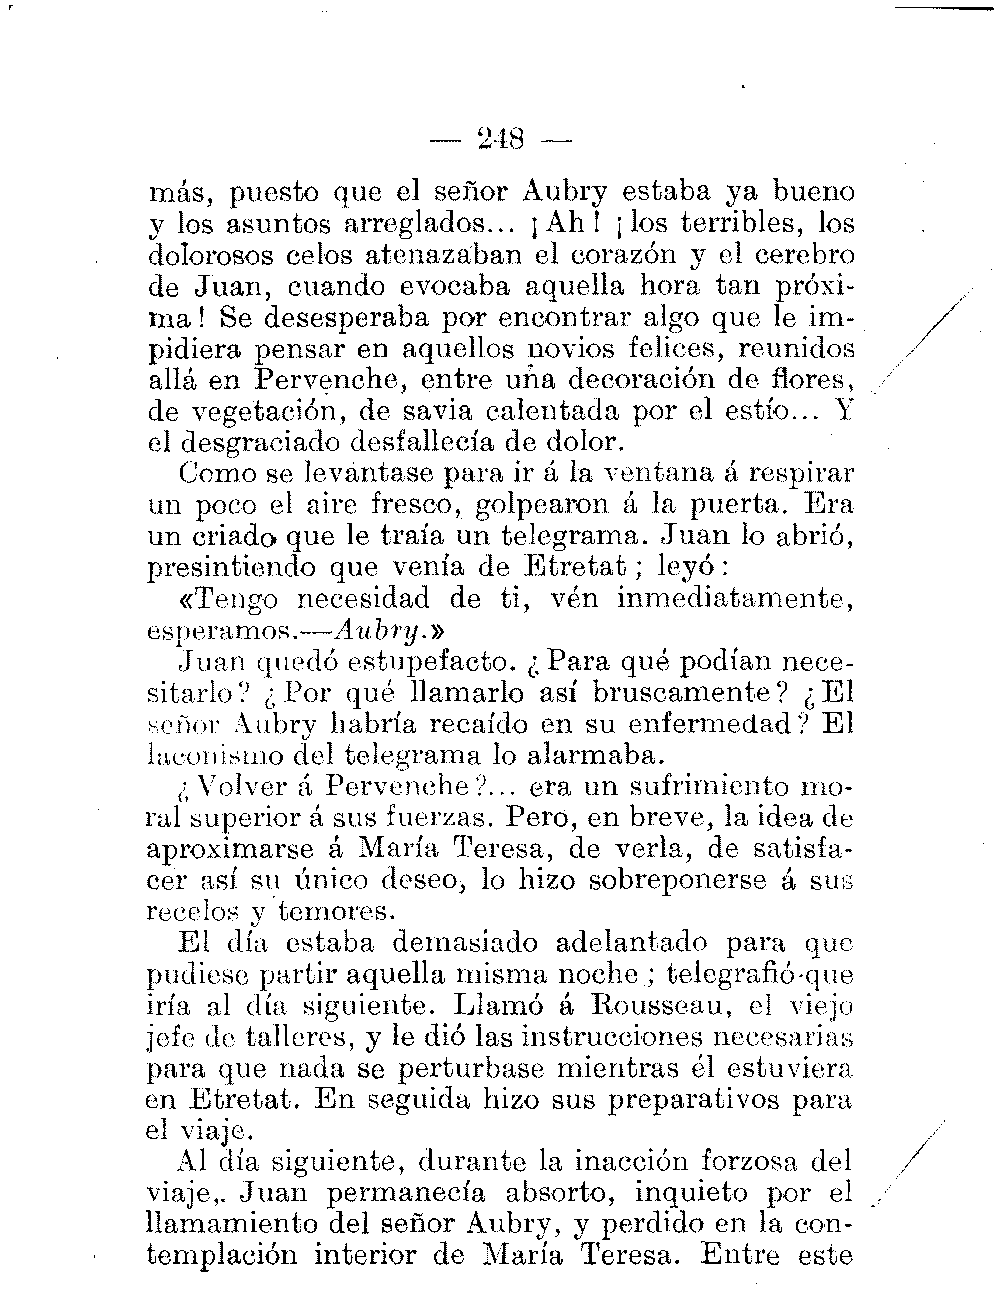 — 248 —
más, puesto que el señor Aubry estaba ya bueno
y los asuntos arreglados... ¡Ah! ¡los terribles, los
dolorosos celos atenazaban el corazón y el cerebro
de Juan, cuando evocaba aquella hora tan próxi-
ma! Se desesperaba por encontrar algo que le im-
pidiera pensar en aquellos novios felices, reunidos
allá en Pervenche, entre una decoración de flores,
de vegetación, de savia calentada por el estío... Y
el desgraciado desfallecía de dolor.
Como se levantase para ir á la ventana á respirar
un poco el aire fresco, golpearon á la puerta. Era
un criado que le traía un telegrama. Juan lo abrió,
presintiendo que venía de Etretat; leyó:
«Tengo necesidad de ti, vén inmediatamente,
esperamos.—Aubry.»
Juan quedó estupefacto. ¿Para qué podían nece-
sitarlo? ¿Por qué llamarlo así bruscamente? ¿El
señor Aubry habría recaído en su enfermedad? El
laconismo del telegrama lo alarmaba.
¿Volver á Pervenche?... era un sufrimiento mo-
ral superior á sus fuerzas. Pero, en breve, la idea de
aproximarse á María Teresa, de verla, de satisfa-
cer así su único deseo, lo hizo sobreponerse á sus
recelos y temores.
El día estaba demasiado adelantado para que
pudiese partir aquella misma noche; telegrafió que
iría al día siguiente. Llamó á Rousseau, el viejo
jefe de talleres, y le dió las instrucciones necesarias
para que nada se perturbase mientras él estuviera
en Etretat. En seguida hizo sus preparativos para
el viaje.
Al día siguiente, durante la inacción forzosa del
viaje,. Juan permanecía absorto, inquieto por el
llamamiento del señor Aubry, y perdido en la con-
templación interior de María Teresa. Entre este